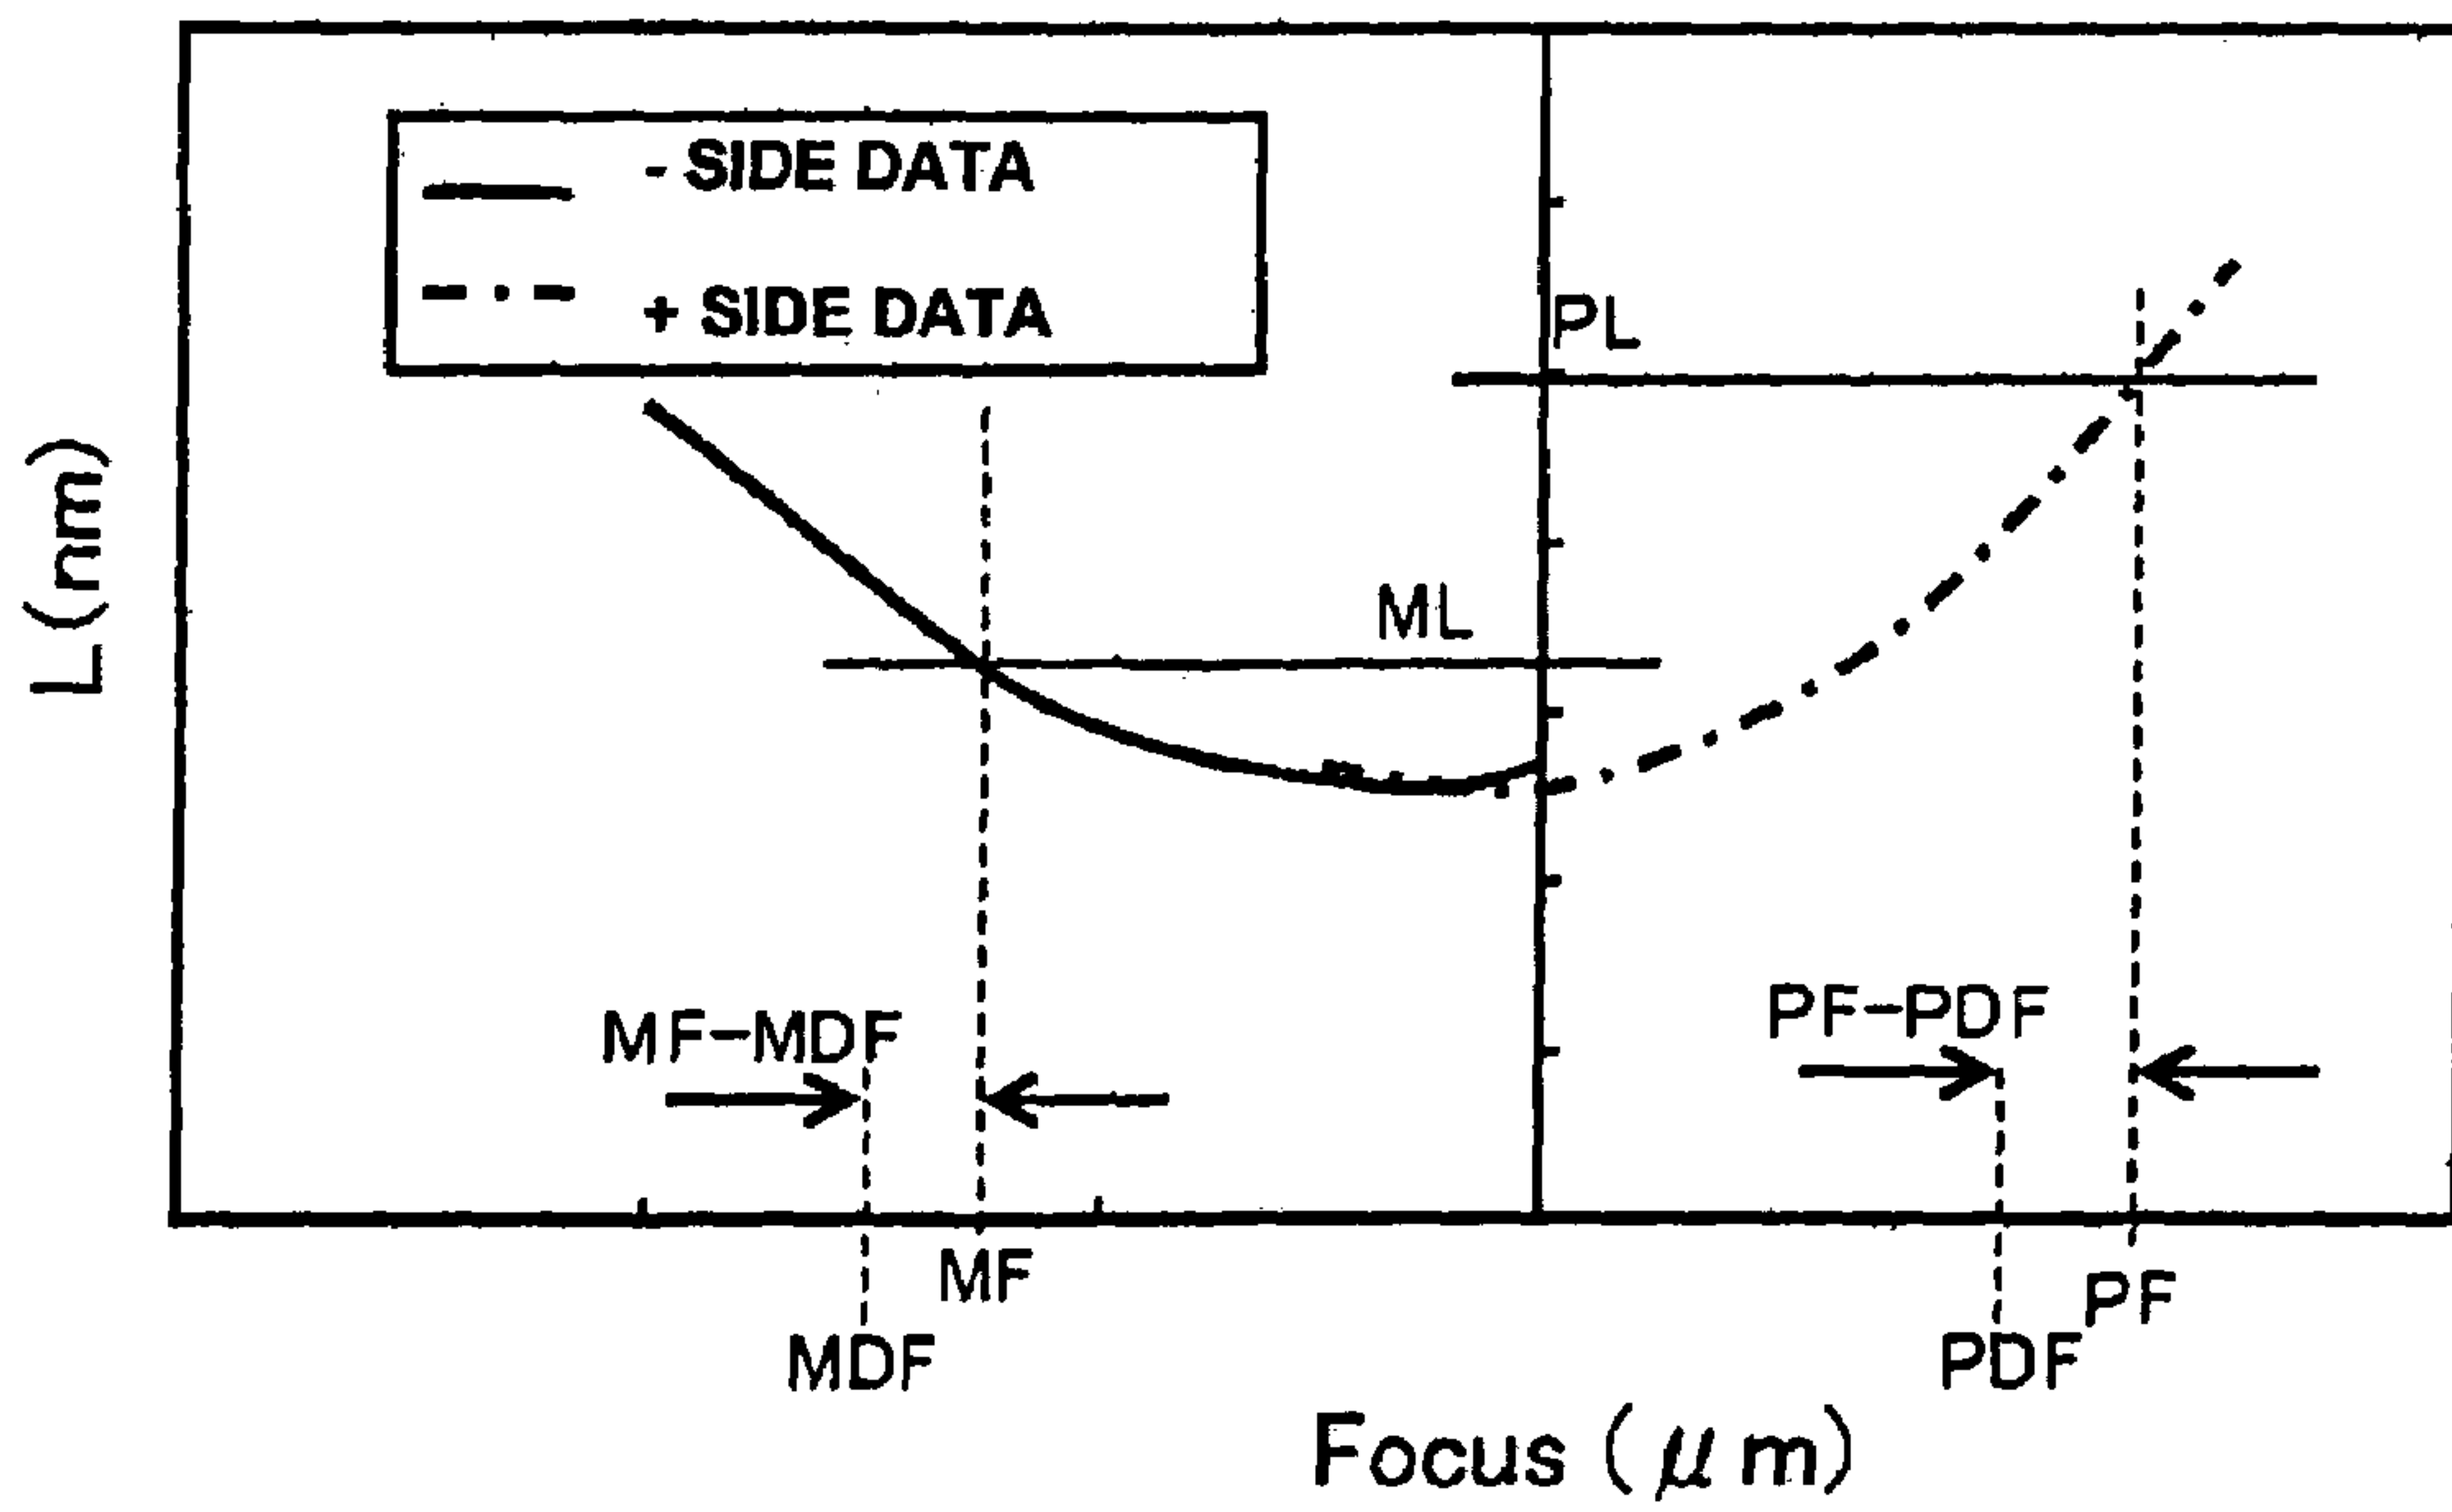 - SIDE DATA
+ SIDE DATA
PL
L(nm)
ML
PF-PDF
MF-MDF
MF
PF
MDF
PDF
Focus (μm)